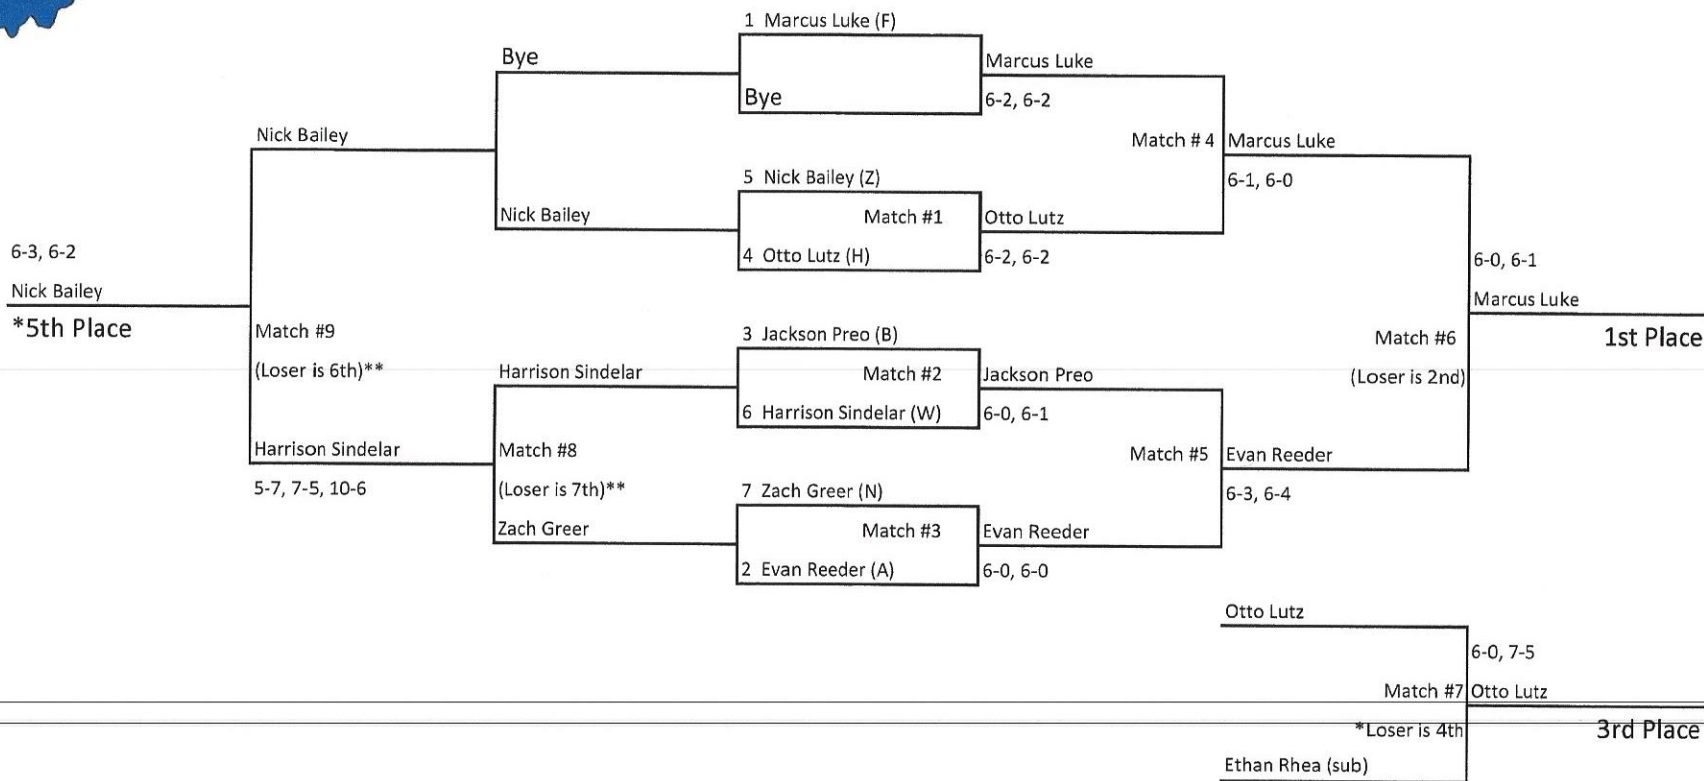 1 Marcus Luke (F)
Bye
Marcus Luke
Bye
6-2, 6-2
Nick Bailey
Match # 4
Marcus Luke
5 Nick Bailey (Z)
6-1, 6-0
Nick Bailey
Match #1
Otto Lutz
6-3, 6-2
4 Otto Lutz (H)
6-2, 6-2
6-0, 6-1
Nick Bailey
Marcus Luke
*5th Place
Match #9
3 Jackson Preo (B)
Match #6
1st Place
(Loser is 6th)**
Harrison Sindelar
Match #2
Jackson Preo
(Loser is 2nd)
6 Harrison Sindelar (W)
6-0, 6-1
Harrison Sindelar
Match #8
Match #5
Evan Reeder
5-7, 7-5, 10-6
(Loser is 7th)**
7 Zach Greer (N)
6-3, 6-4
Zach Greer
Match #3
Evan Reeder
2 Evan Reeder (A)
6-0, 6-0
Otto Lutz
6-0, 7-5
Match #7
Otto Lutz
*Loser is 4th
3rd Place
Ethan Rhea (sub)